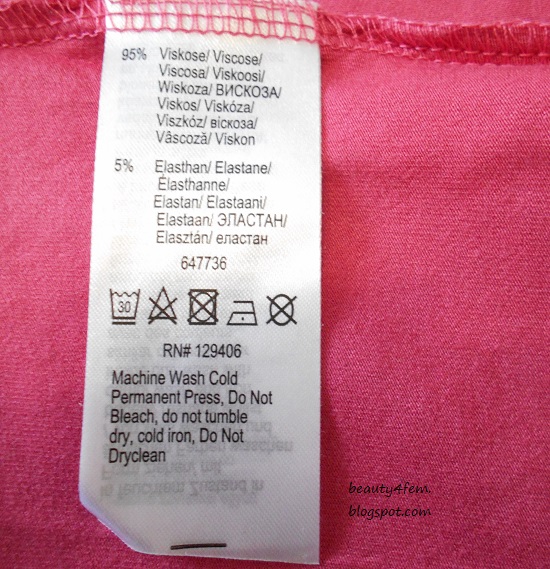 95% Viskose/ Viscose/
Viscosa/ Viskoosi/
Wiskoza/ ВИСКОЗА/
Viskos/ Viskóza/
Viszkóz/ віскоза/
Vâscoză/ Viskon
5% Elasthan/ Elastane/
Élasthanne/
Elastan/ Elastaani/
Elastaan/ ЭЛАСТАН/
Elasztán/ еластан
647736
30
RN# 129406
Machine Wash Cold
Permanent Press, Do Not
Bleach, do not tumble
dry, cold iron, Do Not
Dryclean
beauty4fem.
blogspot.com